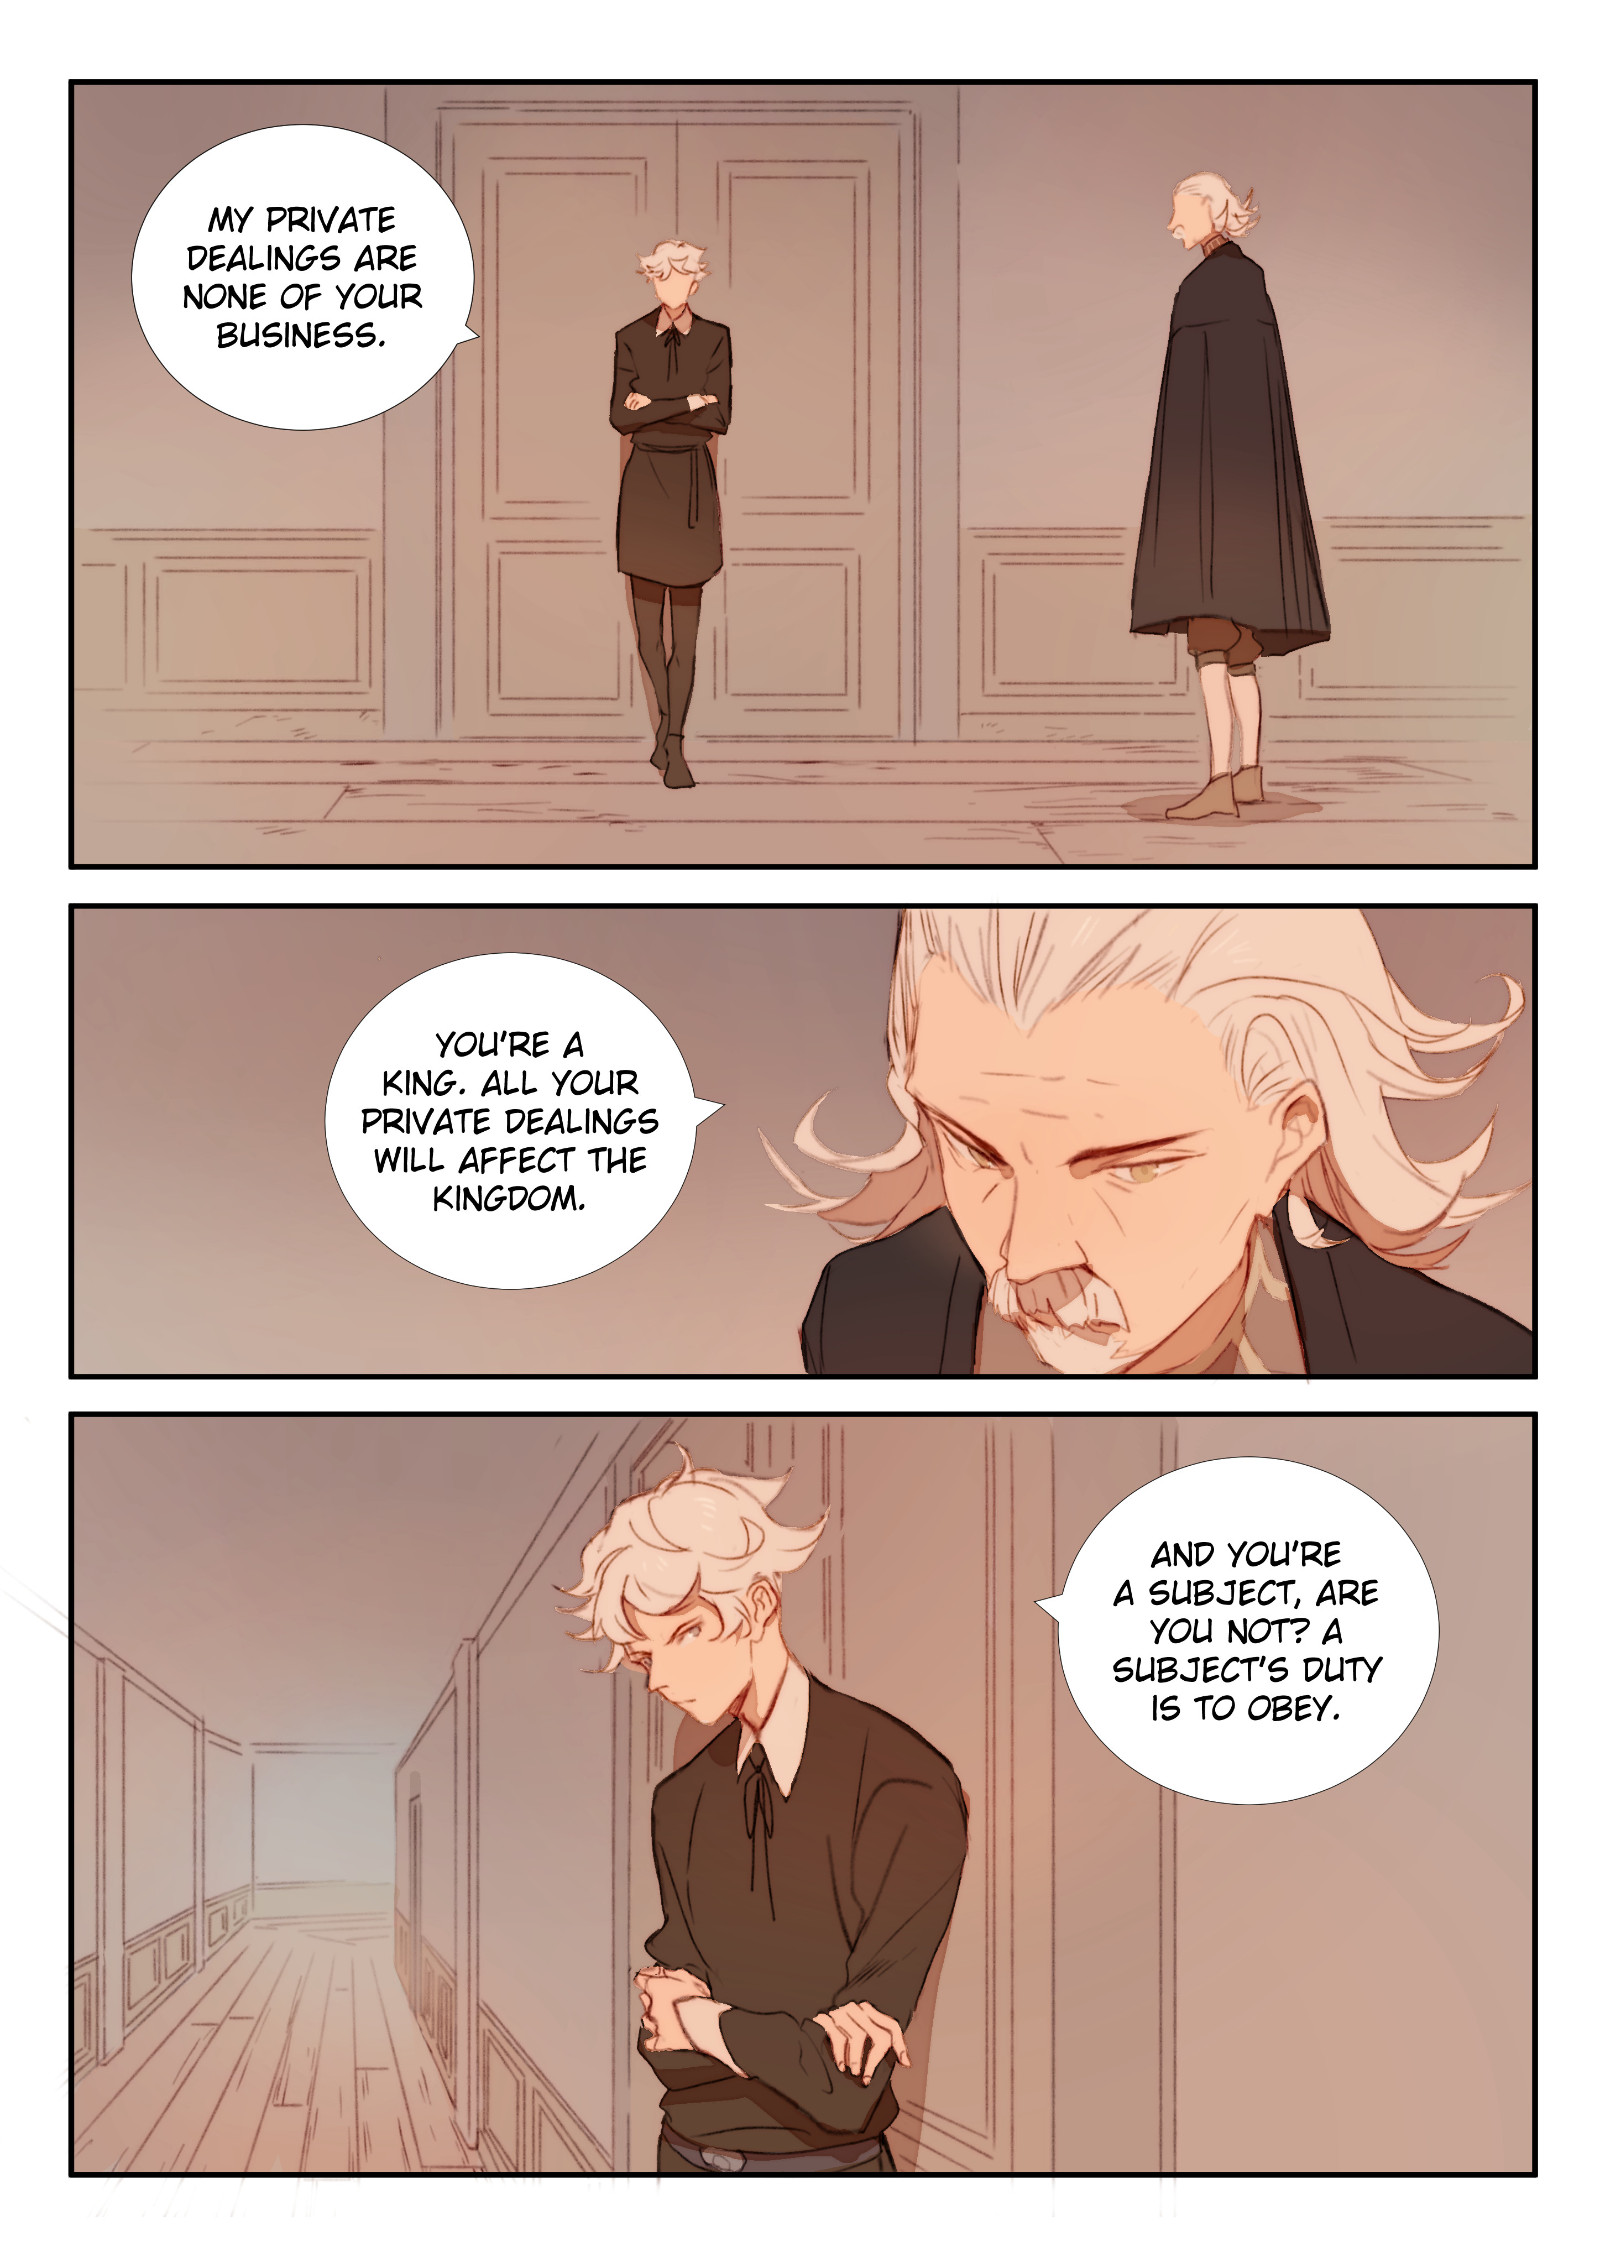 MY PRIVATE
DEALINGS ARE
NONE OF YOUR
BUSINESS.
YOU'RE A
KING. ALL YOUR
PRIVATE DEALINGS
WILL AFFECT THE
KINGDOM.
AND YOU'RE
A SUBJECT, ARE
YOU NOT? A
SUBJECT'S DUTY
IS TO OBEY.